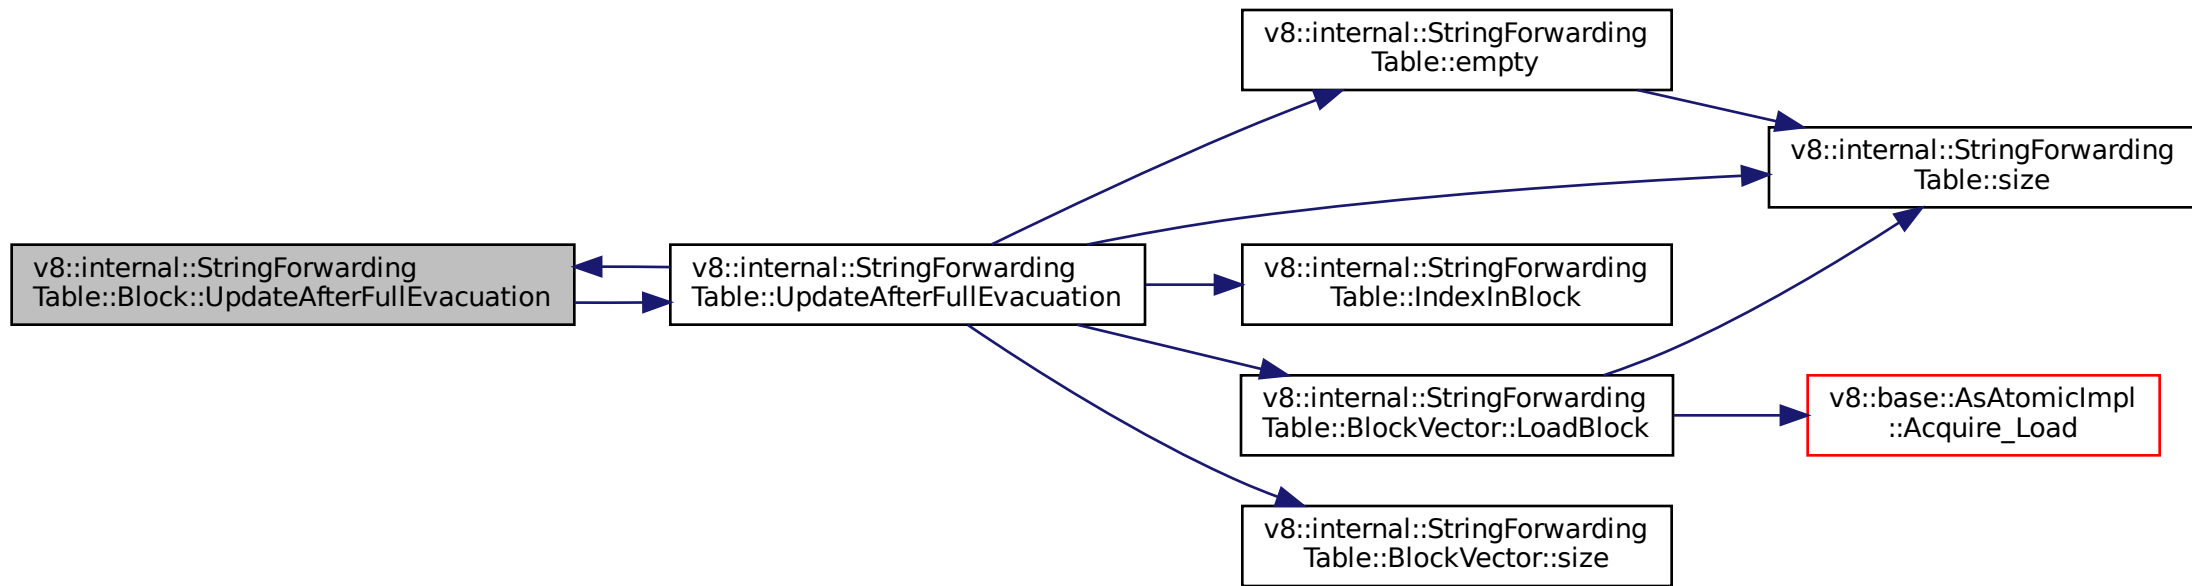 v8::internal::StringForwarding
Table::empty
v8::internal::StringForwarding
Table::size
v8::internal::StringForwarding
Table::Block::UpdateAfterFullEvacuation
v8::internal::StringForwarding
Table::UpdateAfterFullEvacuation
v8::internal::StringForwarding
Table::IndexInBlock
v8::internal::StringForwarding
Table::BlockVector::LoadBlock
v8::base::AsAtomicImpl
::Acquire_Load
v8::internal::StringForwarding
Table::BlockVector::size